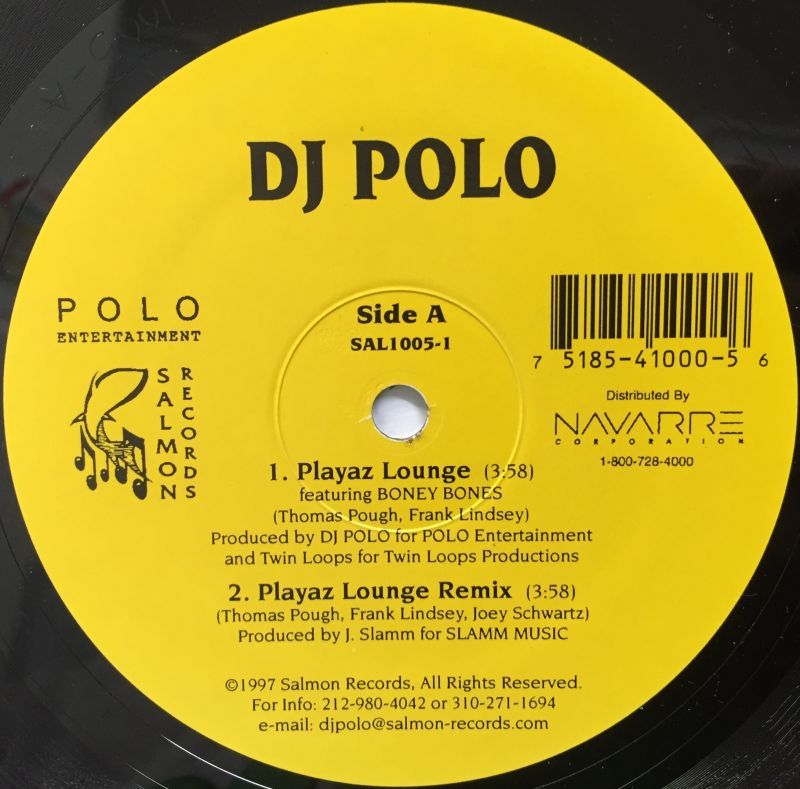 DJ POLO
POLO
ENTERTAINMENT
SALMON
RECORDS
Side A
SAL1005-1
7 5185-41000-5 6
Distributed By
NAVARRE
CORPORATION
1-800-728-4000
1. Playaz Lounge (3:58)
featuring BONEY BONES
(Thomas Pough, Frank Lindsey)
Produced by DJ POLO for POLO Entertainment
and Twin Loops for Twin Loops Productions
2. Playaz Lounge Remix (3:58)
(Thomas Pough, Frank Lindsey, Joey Schwartz)
Produced by J. Slamm for SLAMM MUSIC
©1997 Salmon Records, All Rights Reserved.
For Info: 212-980-4042 or 310-271-1694
e-mail: djpolo@salmon-records.com